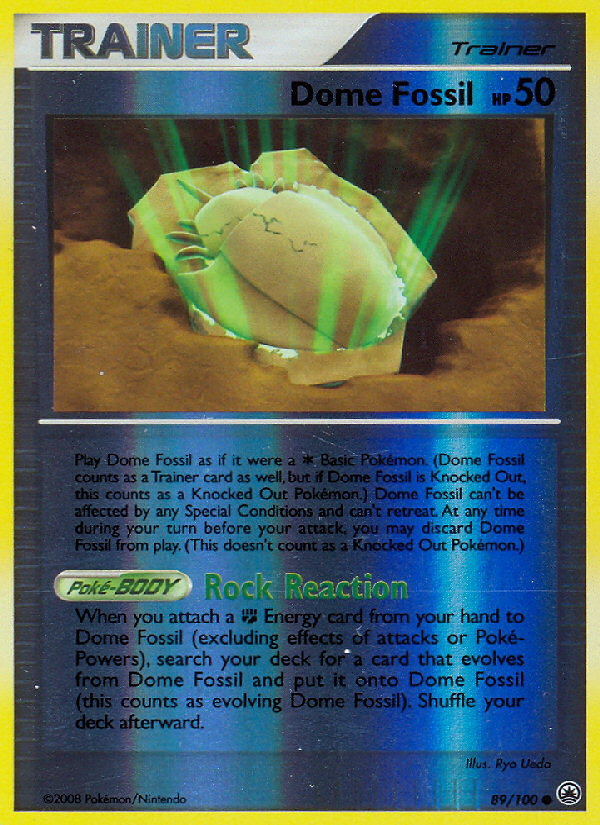 TRAINER
Trainer
Dome Fossil HP 50
Play Dome Fossil as if it were a * Basic Pokémon. (Dome Fossil
counts as a Trainer card as well, but if Dome Fossil is Knocked Out,
this counts as a Knocked Out Pokémon.) Dome Fossil can't be
affected by any Special Conditions and can't retreat. At any time
during your turn before your attack, you may discard Dome
Fossil from play. (This doesn't count as a Knocked Out Pokémon.)
Poké-BODY Rock Reaction
When you attach a Energy card from your hand to
Dome Fossil (excluding effects of attacks or Poké-
Powers), search your deck for a card that evolves
from Dome Fossil and put it onto Dome Fossil
(this counts as evolving Dome Fossil). Shuffle your
deck afterward.
Illus. Ryo Ueda
©2008 Pokémon/Nintendo
89/100